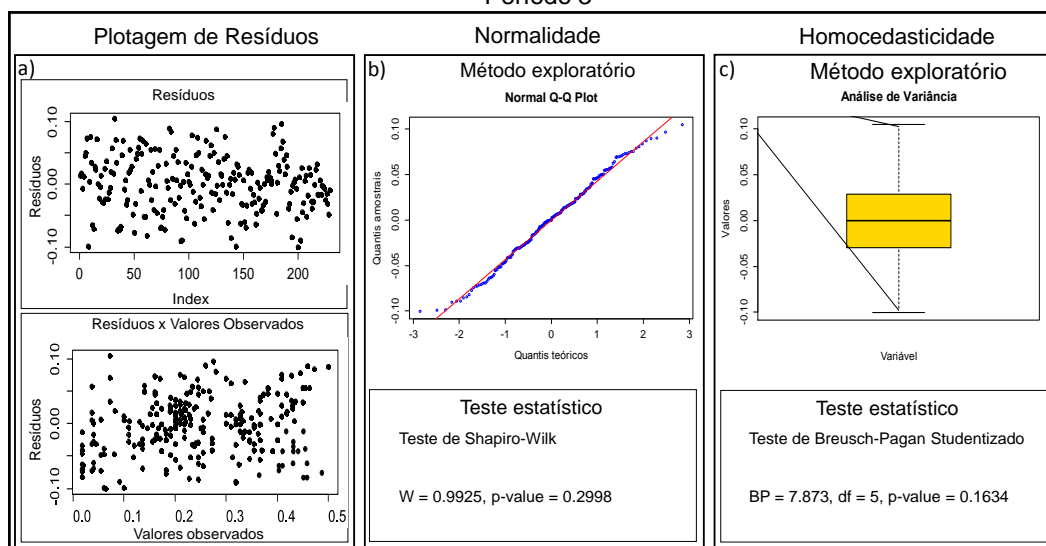 Plotagem de Resíduos
a)
Resíduos
Resíduos
0.10
0.00
-0.10
0 50 100 150 200
Index
Resíduos x Valores Observados
Resíduos
0.10
0.00
-0.10
0.0 0.1 0.2 0.3 0.4 0.5
Valores observados
Normalidade
b)
Método exploratório
Normal Q-Q Plot
Quantis amostrais
0.10
0.05
0.00
-0.05
-0.10
-3 -2 -1 0 1 2 3
Quantis teóricos
Teste estatístico
Teste de Shapiro-Wilk
W = 0.9925, p-value = 0.2998
Homocedasticidade
c)
Método exploratório
Análise de Variância
Valores
0.10
0.05
0.00
-0.05
-0.10
Variável
Teste estatístico
Teste de Breusch-Pagan Studentizado
BP = 7.873, df = 5, p-value = 0.1634